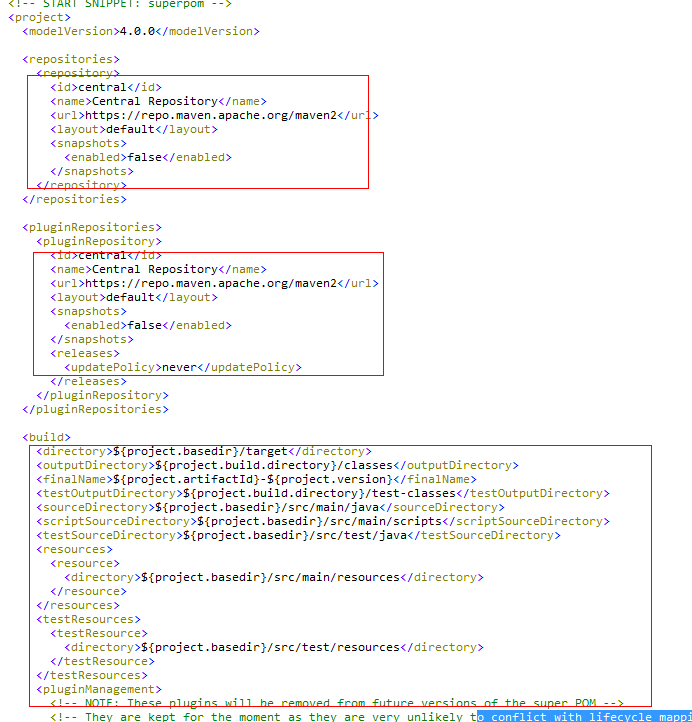 <!-- START SNIPPET: superpom -->
<project>
<modelVersion>4.0.0</modelVersion>
<repositories>
<repository>
<id>central</id>
<name>Central Repository</name>
<url>https://repo.maven.apache.org/maven2</url>
<layout>default</layout>
<snapshots>
<enabled>false</enabled>
</snapshots>
</repository>
</repositories>
<pluginRepositories>
<pluginRepository>
<id>central</id>
<name>Central Repository</name>
<url>https://repo.maven.apache.org/maven2</url>
<layout>default</layout>
<snapshots>
<enabled>false</enabled>
</snapshots>
<releases>
<updatePolicy>never</updatePolicy>
</releases>
</pluginRepository>
</pluginRepositories>
<build>
<directory>${project.basedir}/target</directory>
<outputDirectory>${project.build.directory}/classes</outputDirectory>
<finalName>${project.artifactId}-${project.version}</finalName>
<testOutputDirectory>${project.build.directory}/test-classes</testOutputDirectory>
<sourceDirectory>${project.basedir}/src/main/java</sourceDirectory>
<scriptSourceDirectory>${project.basedir}/src/main/scripts</scriptSourceDirectory>
<testSourceDirectory>${project.basedir}/src/test/java</testSourceDirectory>
<resources>
<resource>
<directory>${project.basedir}/src/main/resources</directory>
</resource>
</resources>
<testResources>
<testResource>
<directory>${project.basedir}/src/test/resources</directory>
</testResource>
</testResources>
<pluginManagement>
<!-- NOTE: These plugins will be removed from future versions of the super POM -->
<!-- They are kept for the moment as they are very unlikely to conflict with lifecycle mappi